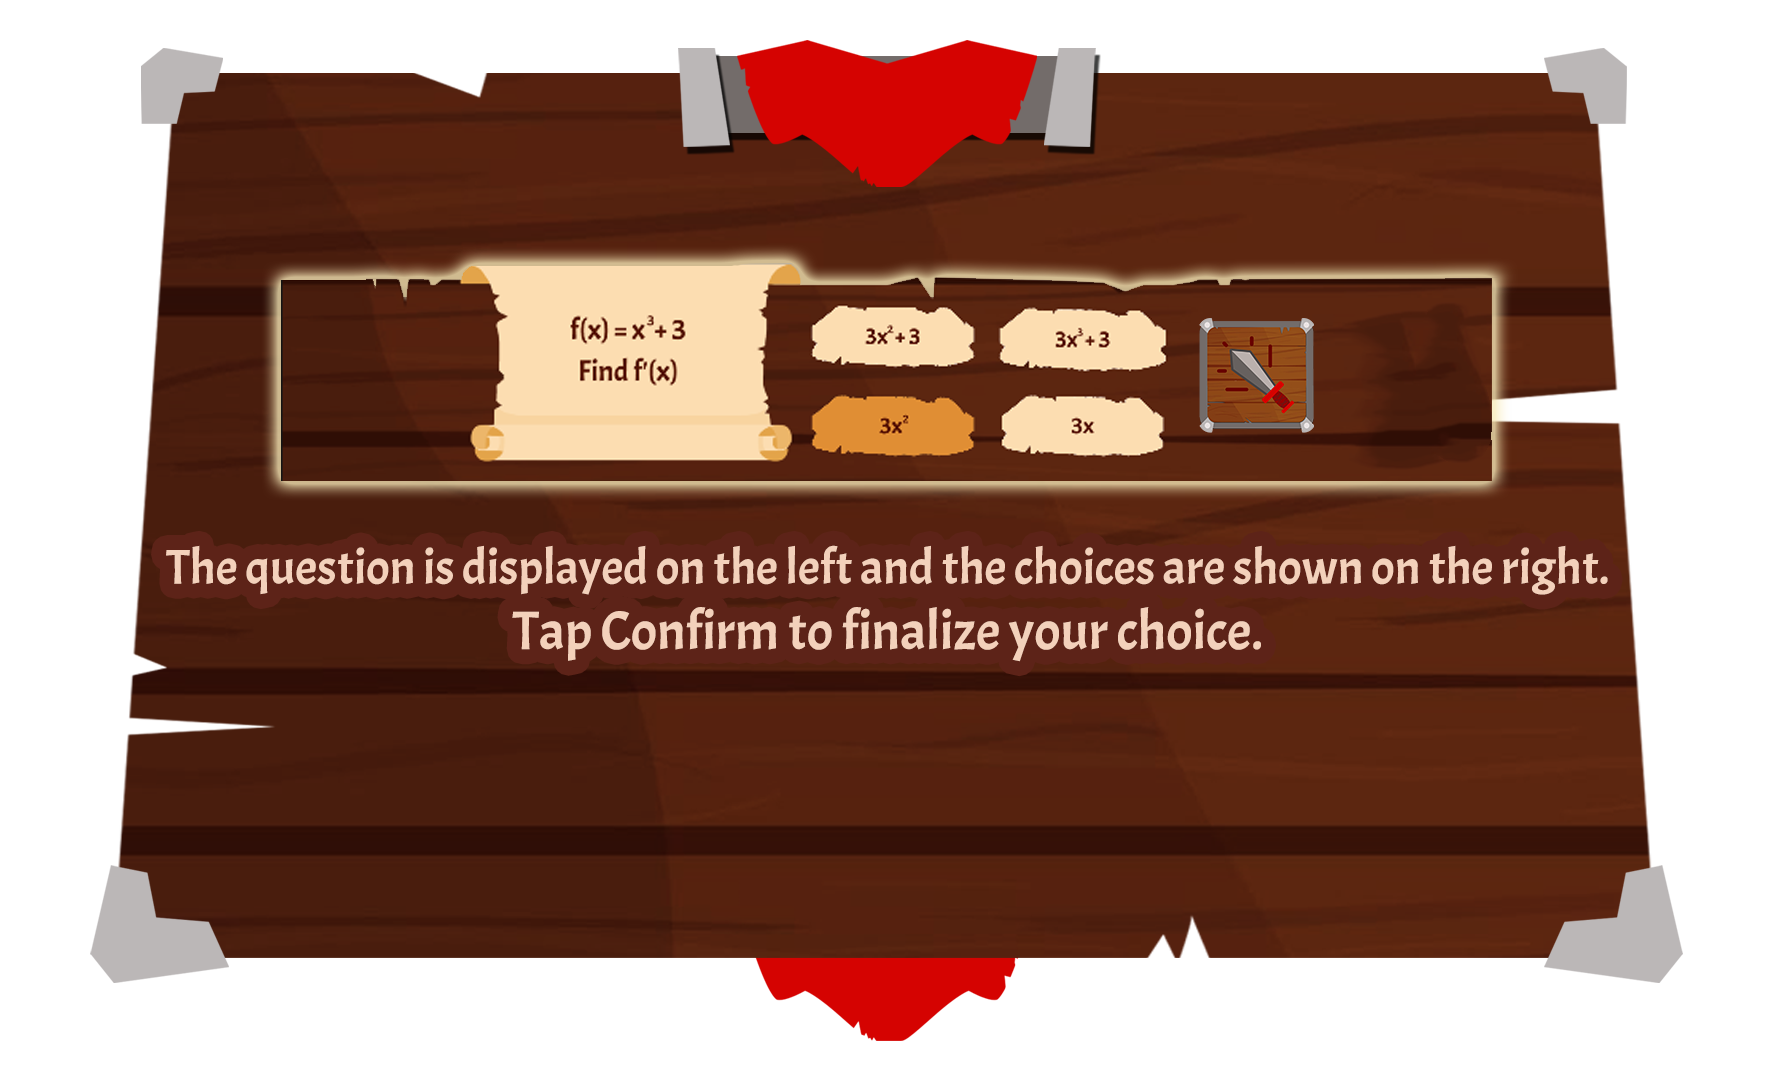 f(x) = x³+ 3
Find f'(x)
3x²+ 3
3x³+ 3
3x²
3x
The question is displayed on the left and the choices are shown on the right.
Tap Confirm to finalize your choice.